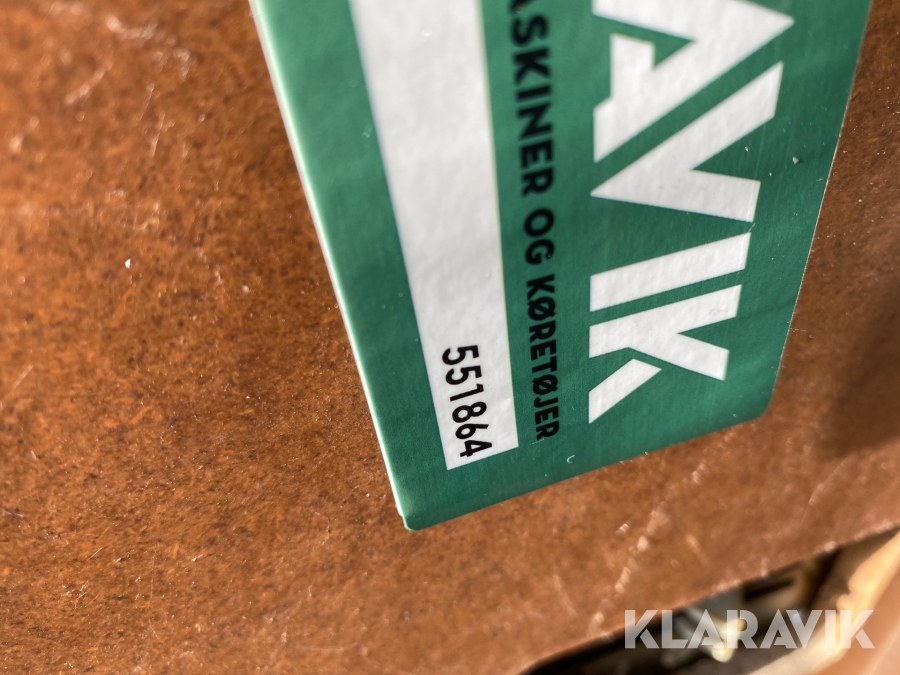 AVIK
ASKINER OG KØRETØJER
551864
KLARAVIK